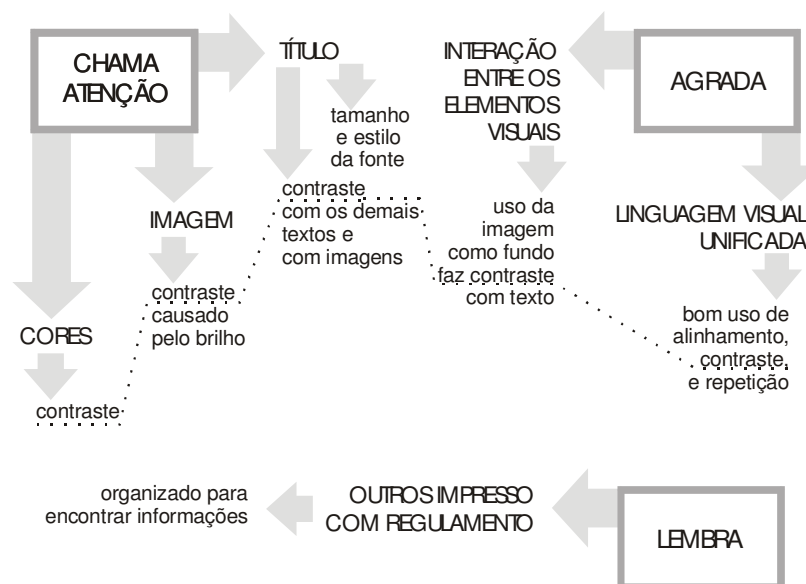 CHAMA
ATENÇÃO
TÍTULO
tamanho
e estilo
da fonte
contraste
com os demais
textos e
com imagens
IMAGEM
contraste
causado
pelo brilho
CORES
contraste
INTERAÇÃO
ENTRE OS
ELEMENTOS
VISUAIS
uso da
imagem
como fundo
faz contraste
com texto
AGRADA
LINGUAGEM VISUAL
UNIFICADA
bom uso de
alinhamento,
contraste,
e repetição
organizado para
encontrar informações
OUTROS IMPRESSO
COM REGULAMENTO
LEMBRA